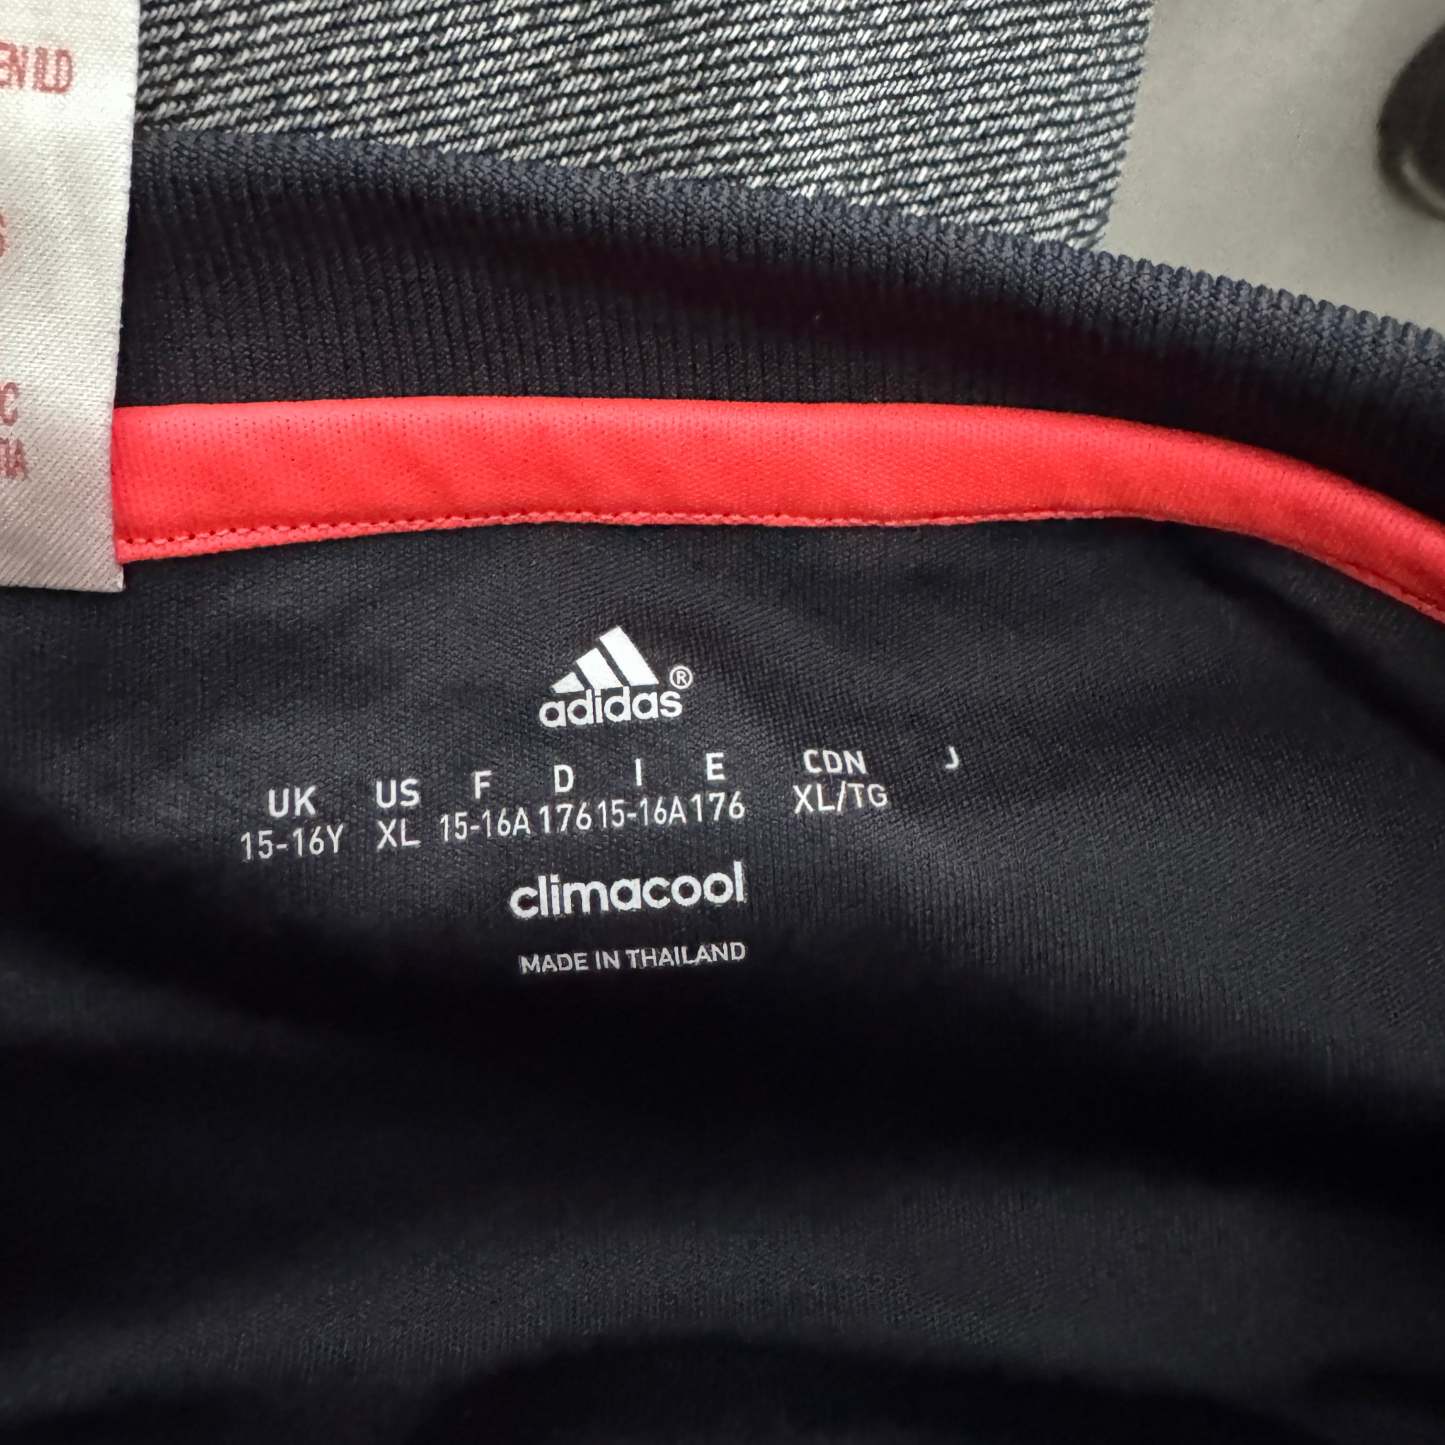 adidas®
UK US F D I E CDN J
15-16Y XL 15-16A 176 15-16A 176 XL/TG
climacool
MADE IN THAILAND